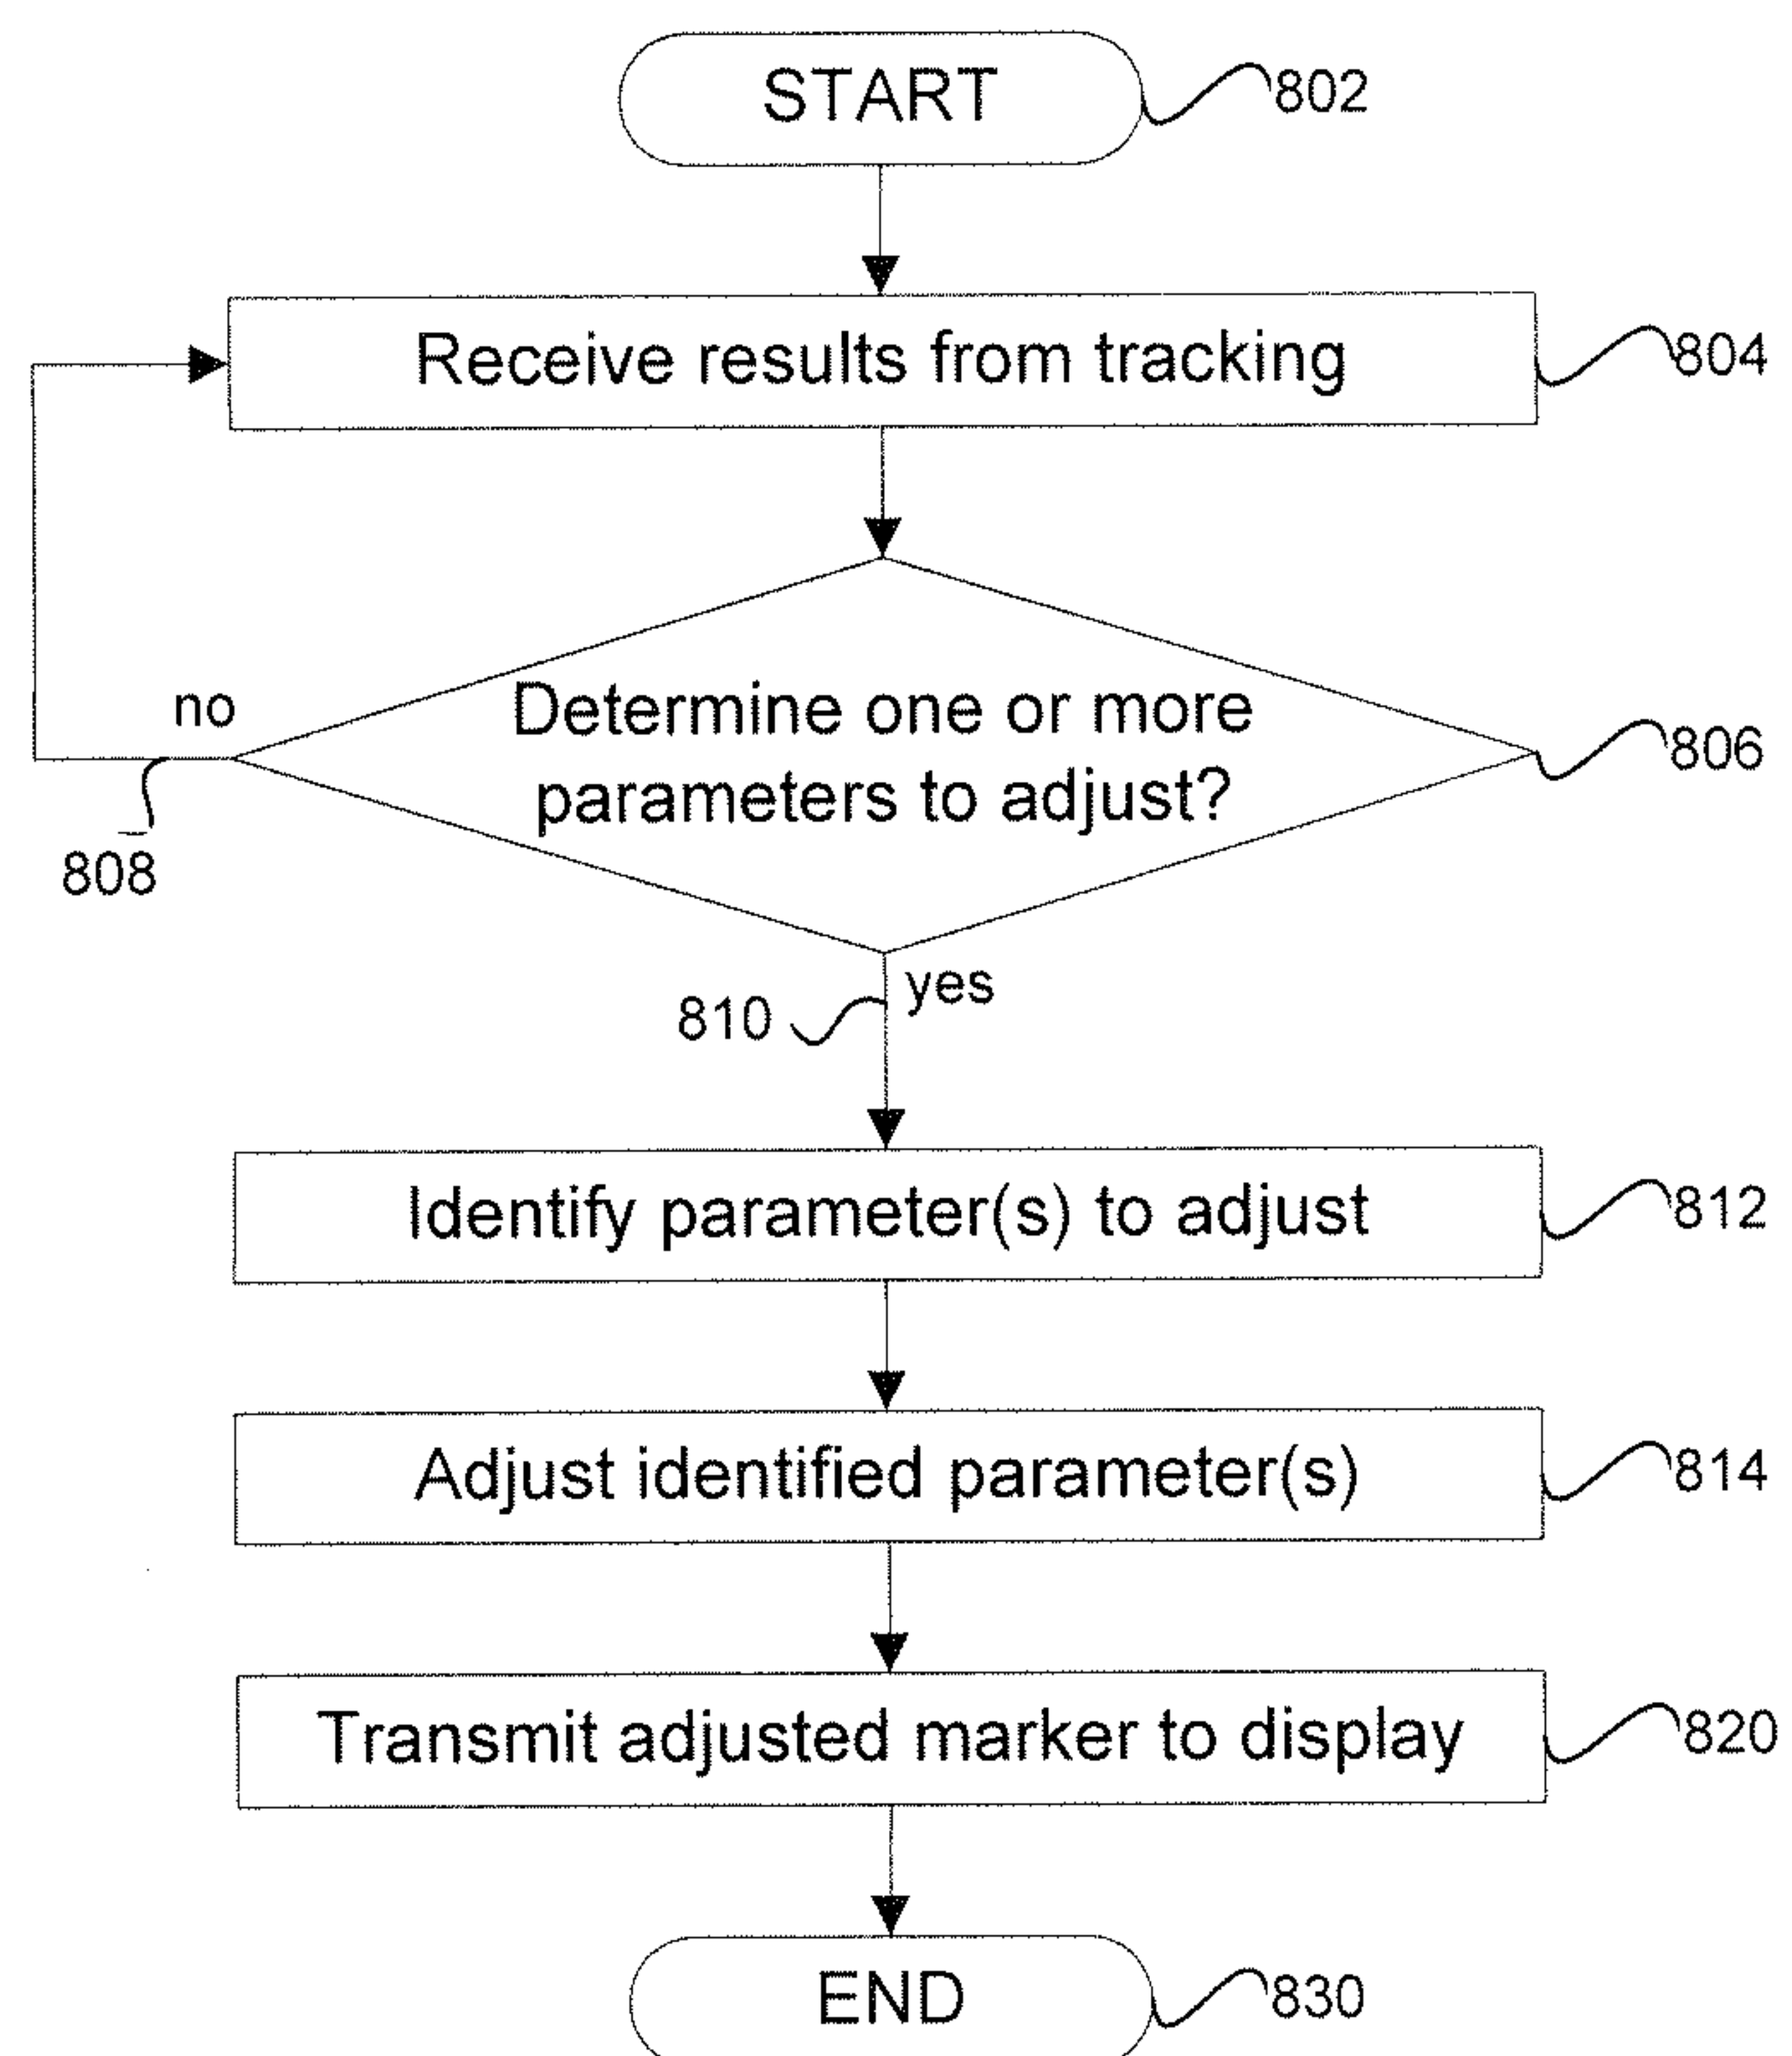 START
802
Receive results from tracking
804
no
Determine one or more
parameters to adjust?
806
808
yes
810
Identify parameter(s) to adjust
812
Adjust identified parameter(s)
814
Transmit adjusted marker to display
820
END
830